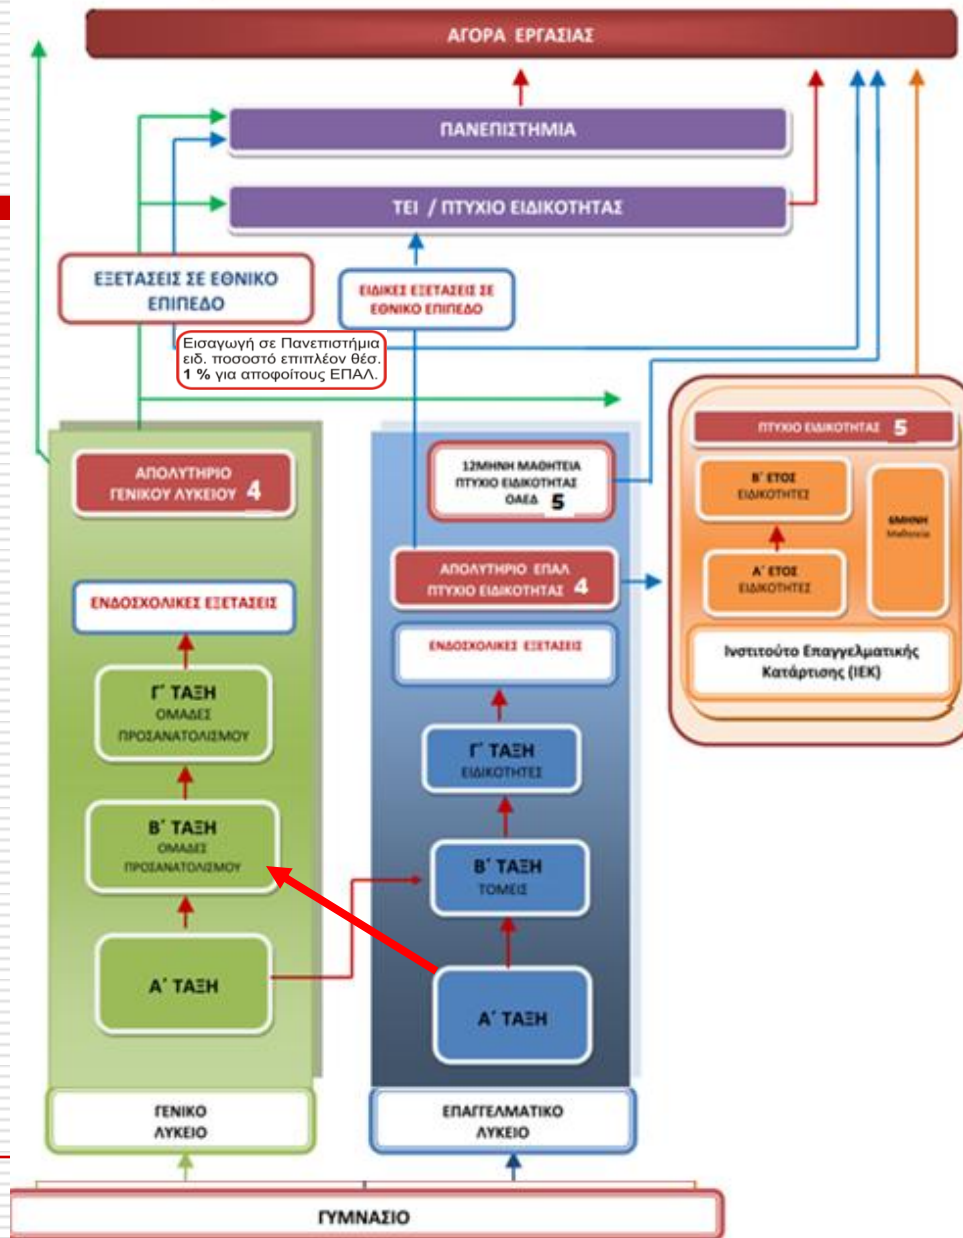 ΑΓΟΡΑ ΕΡΓΑΣΙΑΣ
ΠΑΝΕΠΙΣΤΗΜΙΑ
ΤΕΙ / ΠΤΥΧΙΟ ΕΙΔΙΚΟΤΗΤΑΣ
ΕΞΕΤΑΣΕΙΣ ΣΕ ΕΘΝΙΚΟ
ΕΠΙΠΕΔΟ
ΕΙΔΙΚΕΣ ΕΞΕΤΑΣΕΙΣ ΣΕ
ΕΘΝΙΚΟ ΕΠΙΠΕΔΟ
Εισαγωγή σε Πανεπιστήμια
ειδ. ποσοστό επιπλέον θέσ.
1 % για αποφοίτους ΕΠΑΛ.
ΑΠΟΛΥΤΗΡΙΟ
ΓΕΝΙΚΟΥ ΛΥΚΕΙΟΥ 4
ΕΝΔΟΣΧΟΛΙΚΕΣ ΕΞΕΤΑΣΕΙΣ
Γ΄ ΤΑΞΗ
ΟΜΑΔΕΣ
ΠΡΟΣΑΝΑΤΟΛΙΣΜΟΥ
Β΄ ΤΑΞΗ
ΟΜΑΔΕΣ
ΠΡΟΣΑΝΑΤΟΛΙΣΜΟΥ
Α΄ ΤΑΞΗ
ΓΕΝΙΚΟ
ΛΥΚΕΙΟ
12ΜΗΝΗ ΜΑΘΗΤΕΙΑ
ΠΤΥΧΙΟ ΕΙΔΙΚΟΤΗΤΑΣ
ΟΑΕΔ 5
ΑΠΟΛΥΤΗΡΙΟ ΕΠΑΛ
ΠΤΥΧΙΟ ΕΙΔΙΚΟΤΗΤΑΣ 4
ΕΝΔΟΣΧΟΛΙΚΕΣ ΕΞΕΤΑΣΕΙΣ
Γ΄ ΤΑΞΗ
ΕΙΔΙΚΟΤΗΤΕΣ
Β΄ ΤΑΞΗ
ΤΟΜΕΙΣ
Α΄ ΤΑΞΗ
ΕΠΑΓΓΕΛΜΑΤΙΚΟ
ΛΥΚΕΙΟ
ΠΤΥΧΙΟ ΕΙΔΙΚΟΤΗΤΑΣ 5
Β΄ ΕΤΟΣ
ΕΙΔΙΚΟΤΗΤΕΣ
Α΄ ΕΤΟΣ
ΕΙΔΙΚΟΤΗΤΕΣ
6ΜΗΝΗ
Μαθητεία
Ινστιτούτο Επαγγελματικής
Κατάρτισης (ΙΕΚ)
ΓΥΜΝΑΣΙΟ